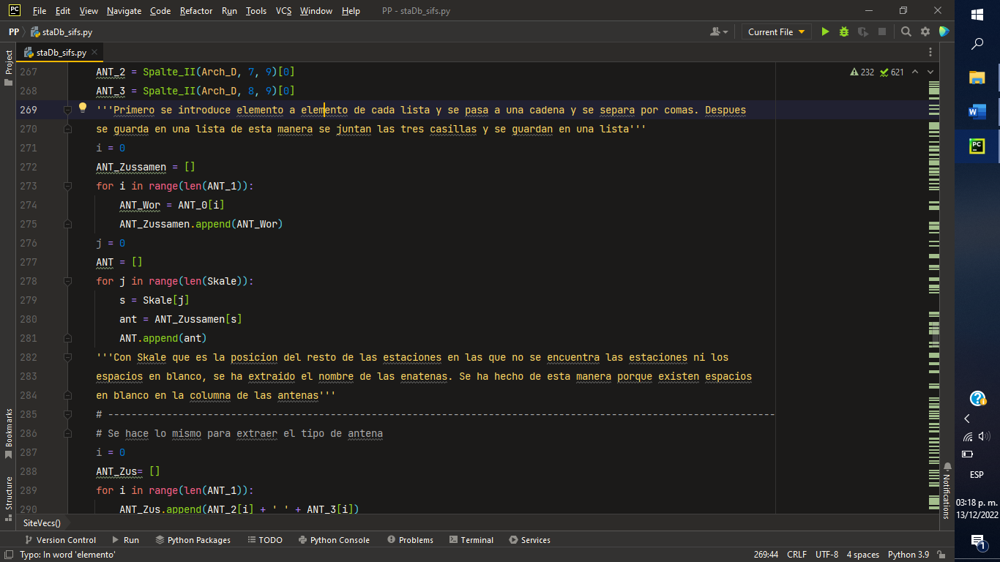 PC File Edit View Navigate Code Refactor Run Tools VCS Window Help PP - staDb_sifs.py
PP staDb_sifs.py Current File
staDb_sifs.py
Project
232 621
267 ANT_2 = Spalte_II(Arch_D, 7, 9)[0]
268 ANT_3 = Spalte_II(Arch_D, 8, 9)[0]
269 '''Primero se introduce elemento a elemento de cada lista y se pasa a una cadena y se separa por comas. Despues
270 se guarda en una lista de esta manera se juntan las tres casillas y se guardan en una lista'''
271 i = 0
272 ANT_Zussamen = []
273 for i in range(len(ANT_1)):
274 ANT_Wor = ANT_0[i]
275 ANT_Zussamen.append(ANT_Wor)
276 j = 0
277 ANT = []
278 for j in range(len(Skale)):
279 s = Skale[j]
280 ant = ANT_Zussamen[s]
281 ANT.append(ant)
282 '''Con Skale que es la posicion del resto de las estaciones en las que no se encuentra las estaciones ni los
283 espacios en blanco, se ha extraido el nombre de las enatenas. Se ha hecho de esta manera porque existen espacios
284 en blanco en la columna de las antenas'''
285 # ------------------------------------------------------------------------------------------------------------------
286 # Se hace lo mismo para extraer el tipo de antena
287 i = 0
288 ANT_Zus= []
289 for i in range(len(ANT_1)):
290 ANT_Zus.append(ANT_2[i] + ' ' + ANT_3[i])
Bookmarks
Structure
Notifications
SiteVecs()
Version Control Run Python Packages TODO Python Console Problems Terminal Services
Typo: In word 'elemento' 269:44 CRLF UTF-8 4 spaces Python 3.9
W
PC
ESP
03:18 p. m.
13/12/2022
1